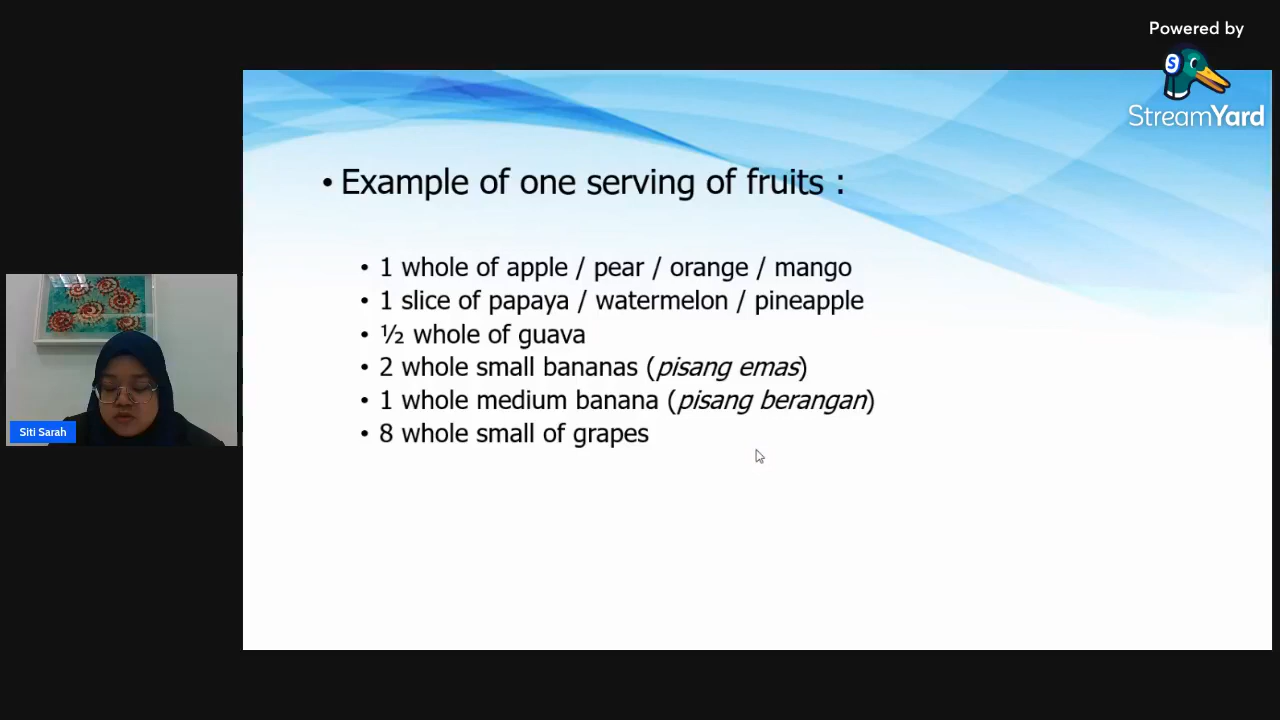 Powered by
S
StreamYard
• Example of one serving of fruits :
• 1 whole of apple / pear / orange / mango
• 1 slice of papaya / watermelon / pineapple
• ½ whole of guava
• 2 whole small bananas (pisang emas)
• 1 whole medium banana (pisang berangan)
• 8 whole small of grapes
Siti Sarah